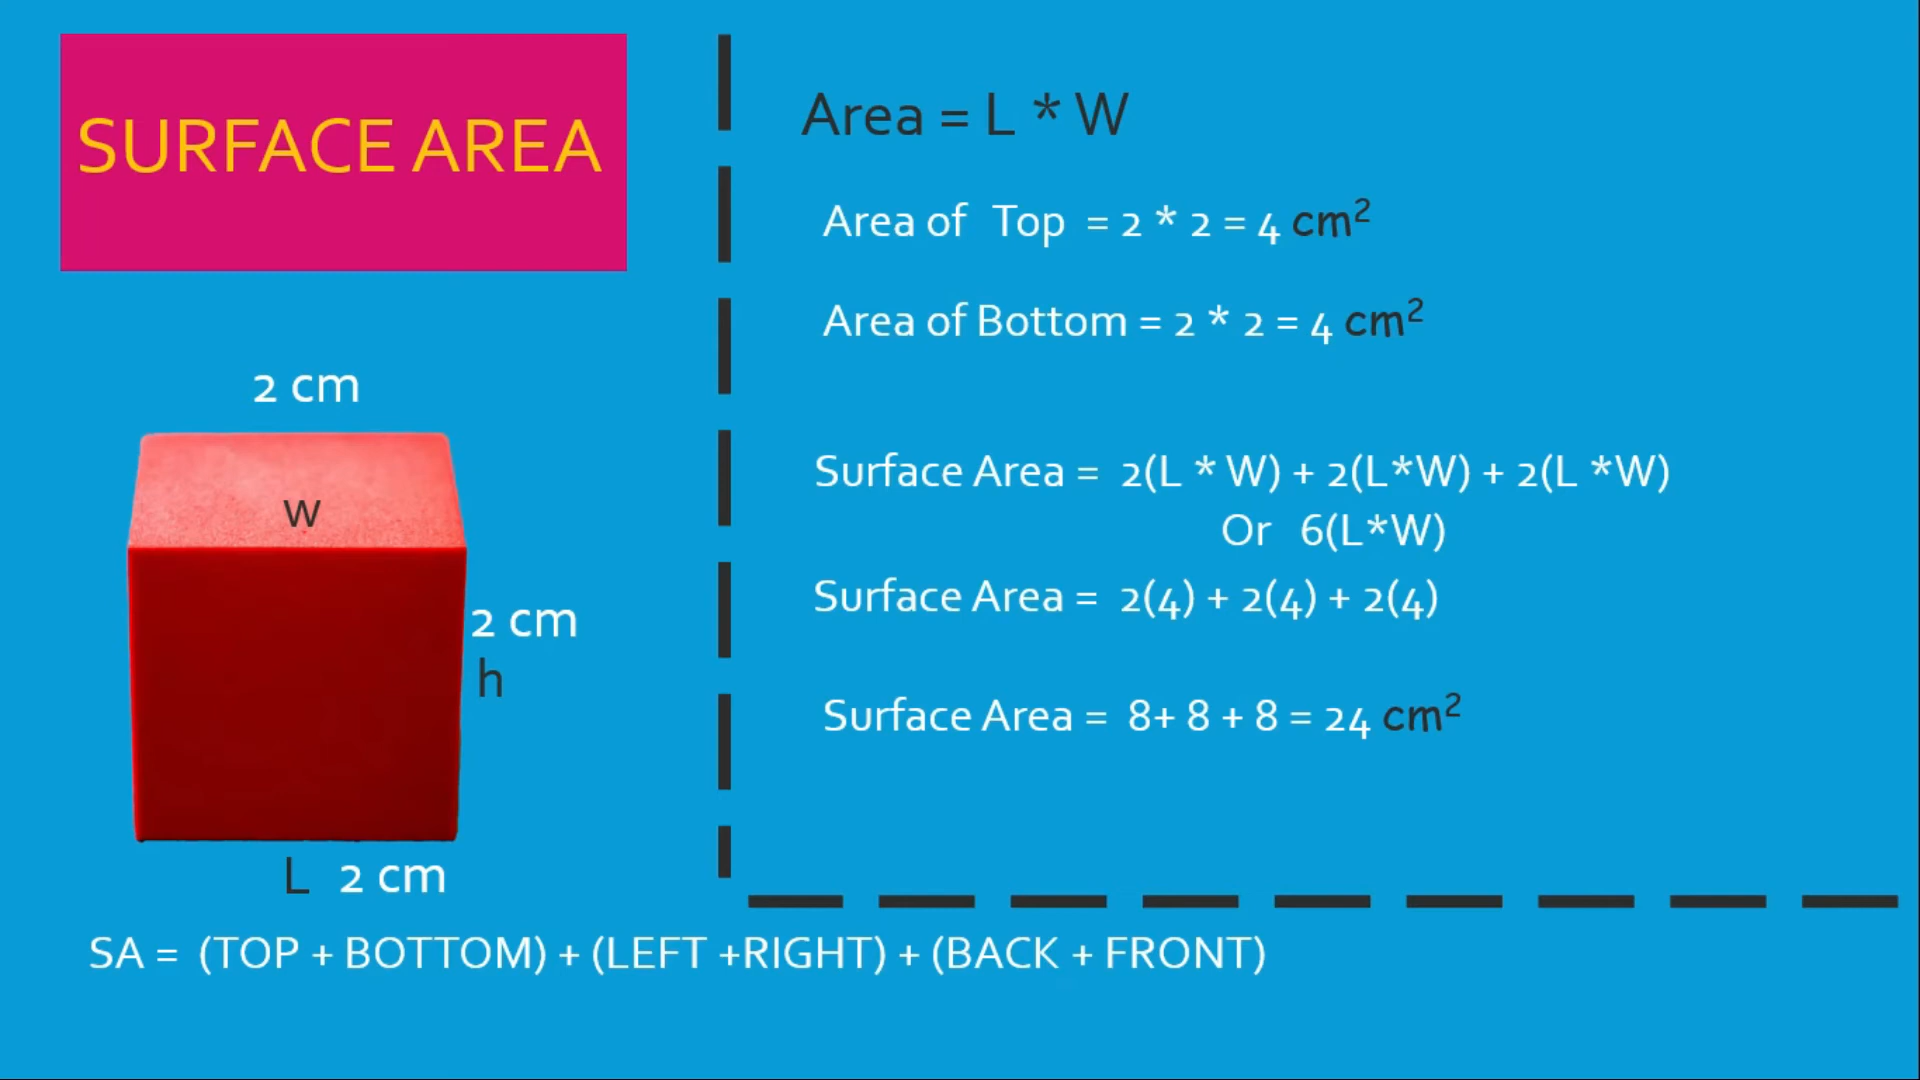 SURFACE AREA
2 cm
W
2 cm
h
L 2 cm
Area = L * W
Area of Top = 2 * 2 = 4 cm²
Area of Bottom = 2 * 2 = 4 cm²
Surface Area = 2(L * W) + 2(L*W) + 2(L *W)
Or 6(L*W)
Surface Area = 2(4) + 2(4) + 2(4)
Surface Area = 8+ 8 + 8 = 24 cm²
SA = (TOP + BOTTOM) + (LEFT +RIGHT) + (BACK + FRONT)